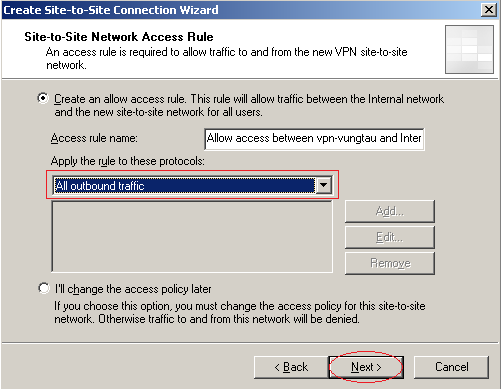 Create Site-to-Site Connection Wizard
Site-to-Site Network Access Rule
An access rule is required to allow traffic to and from the new VPN site-to-site
network.
Create an allow access rule. This rule will allow traffic between the Internal network
and the new site-to-site network for all users.
Access rule name: Allow access between vpn-vungtau and Inter
Apply the rule to these protocols:
All outbound traffic
Add...
Edit...
Remove
I'll change the access policy later
If you choose this option, you must change the access policy for this site-to-site
network. Otherwise traffic to and from this network will be denied.
< Back Next > Cancel